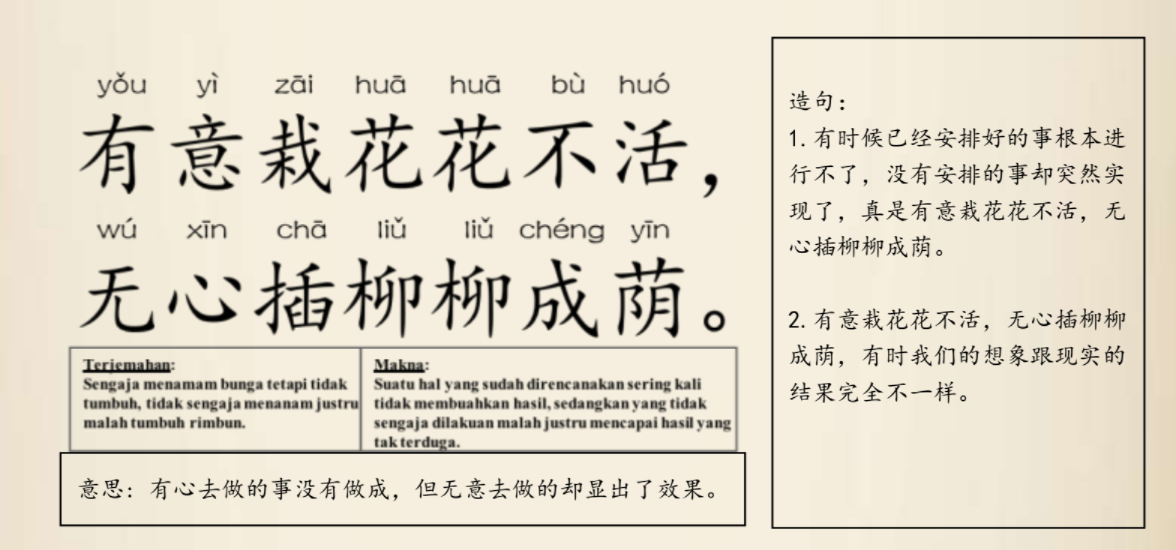 yǒu yì zāi huā huā bù huó
有意栽花花不活，
wú xīn chā liǔ liǔ chéng yīn
无心插柳柳成荫。
Terjemahan:
Sengaja menamam bunga tetapi tidak
tumbuh, tidak sengaja menanam justru
malah tumbuh rimbun.
Makna:
Suatu hal yang sudah direncanakan sering kali
tidak membuahkan hasil, sedangkan yang tidak
sengaja dilakuan malah justru mencapai hasil yang
tak terduga.
意思：有心去做的事没有做成，但无意去做的却显出了效果。
造句：
1.有时候已经安排好的事根本进
行不了，没有安排的事却突然实
现了，真是有意栽花花不活，无
心插柳柳成荫。
2.有意栽花花不活，无心插柳柳
成荫，有时我们的想象跟现实的
结果完全不一样。